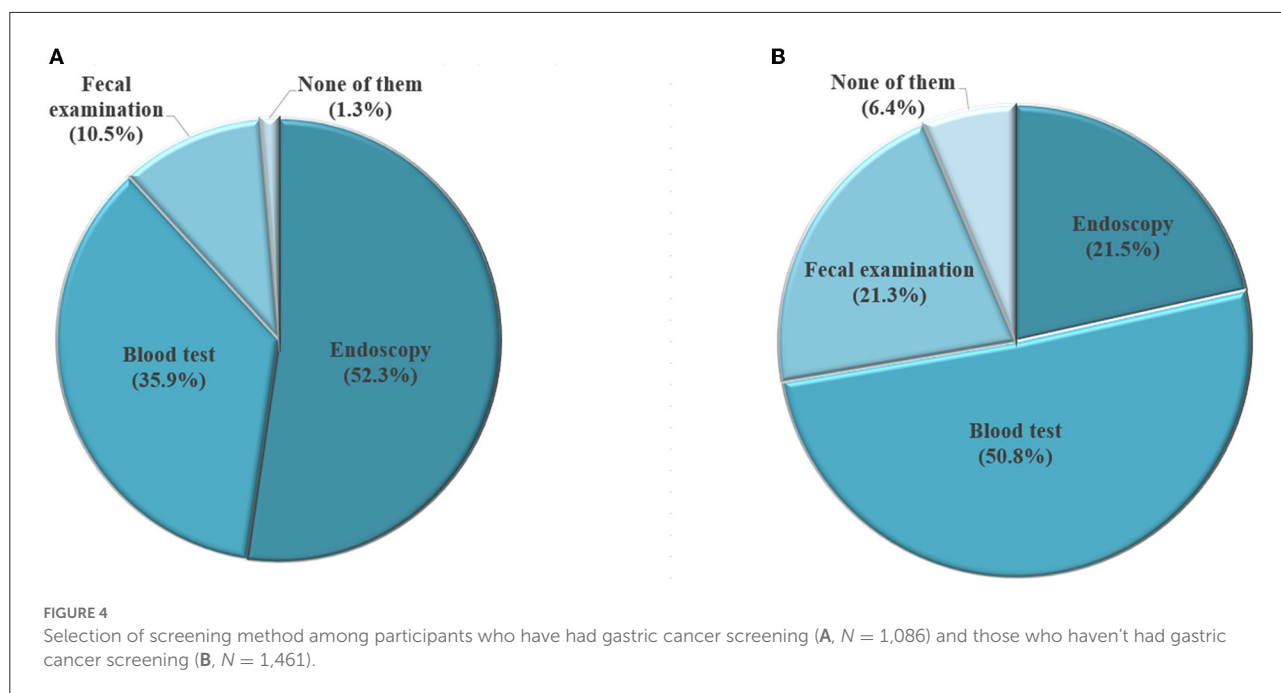 A
Fecal
examination
(10.5%)
None of them
(1.3%)
Blood test
(35.9%)
Endoscopy
(52.3%)
B
None of them
(6.4%)
Endoscopy
(21.5%)
Fecal examination
(21.3%)
Blood test
(50.8%)
FIGURE 4
Selection of screening method among participants who have had gastric cancer screening (A, N = 1,086) and those who haven't had gastric
cancer screening (B, N = 1,461).